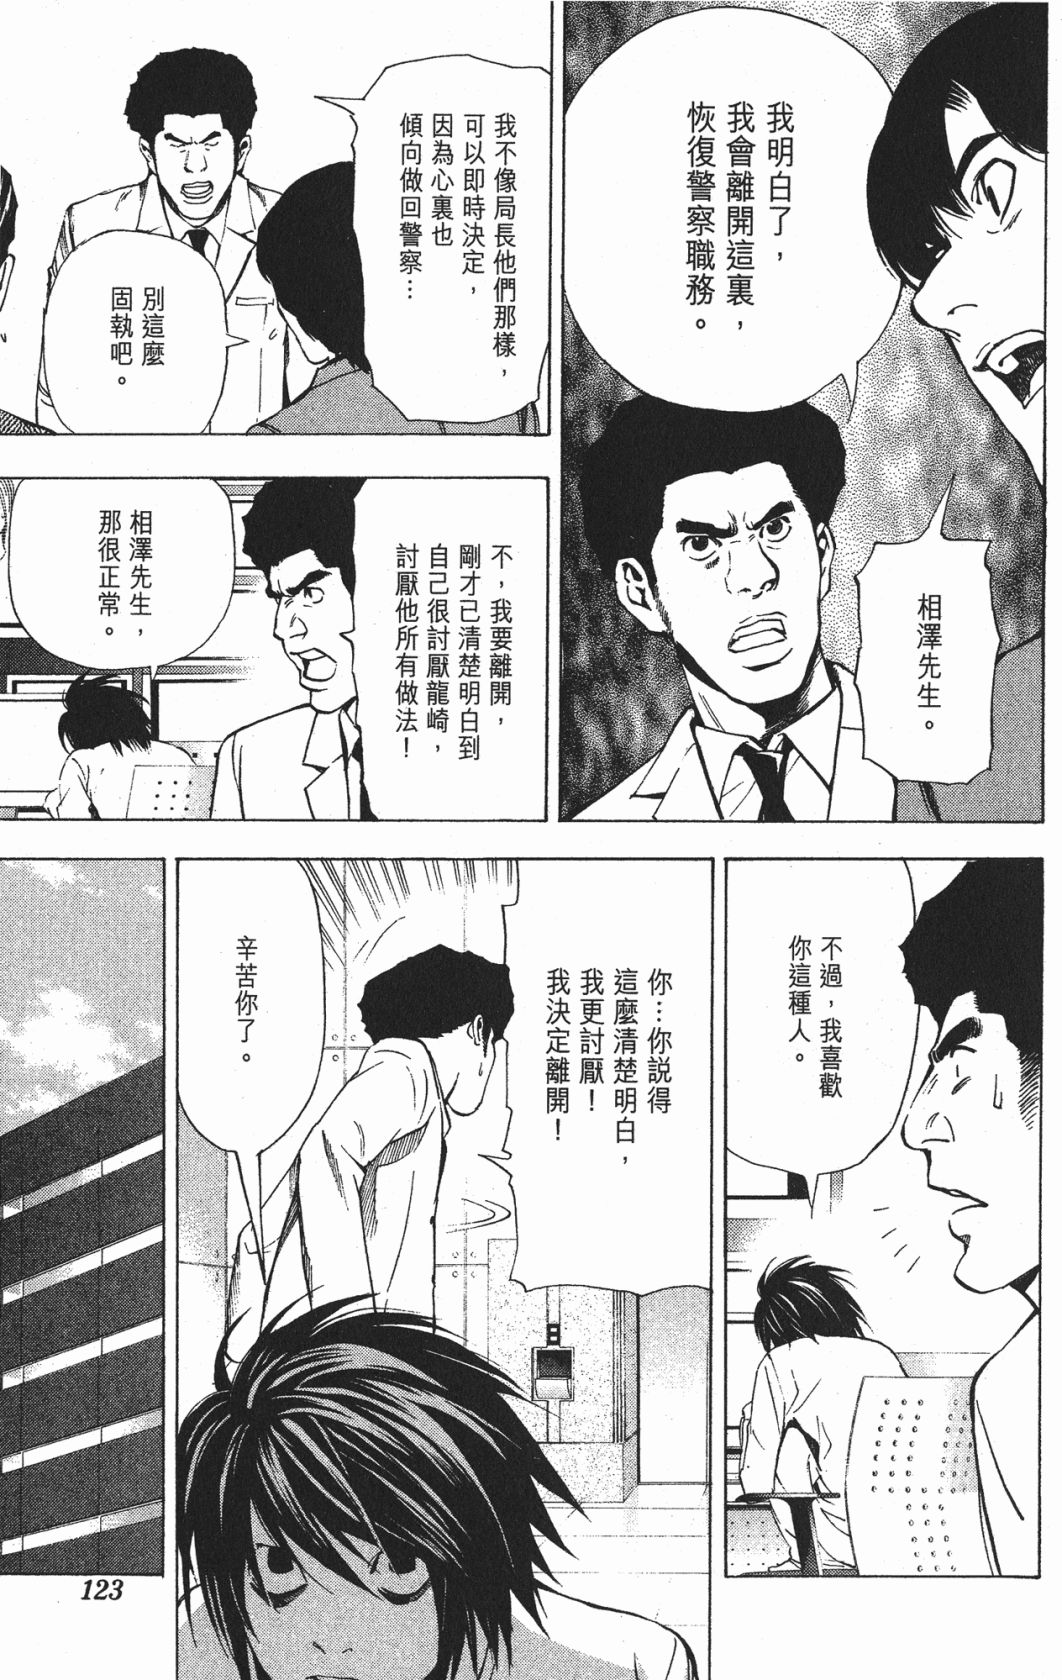 我明白了，
我會離開這裏，
恢復警察職務。
相澤先生。
我不像局長他們那樣，
可以即時決定，
因為心裏也
傾向做回警察…
別這麼
固執吧。
不，我要離開，
剛才已清楚明白到
自己很討厭龍崎，
討厭他所有做法！
相澤先生，
那很正常。
不過，我喜歡
你這種人。
你…你說得
這麼清楚明白，
我更討厭！
我決定離開！
辛苦你了。
123